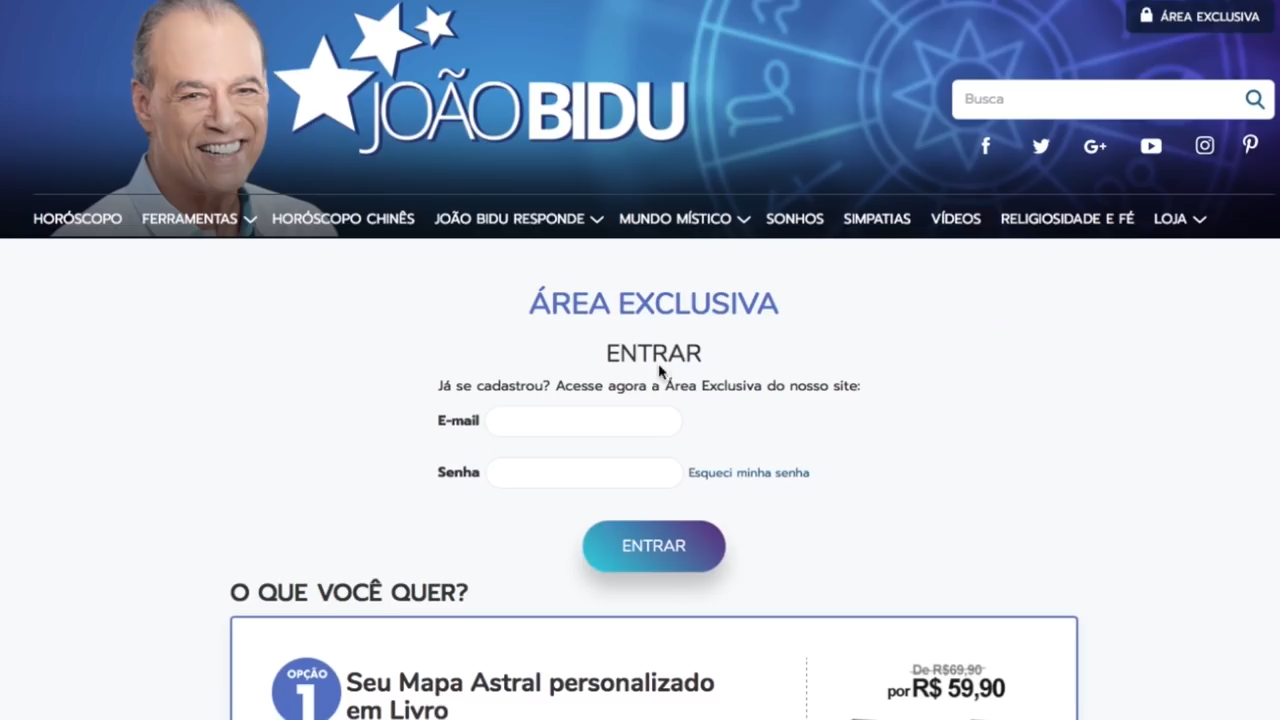 ÁREA EXCLUSIVA
JOÃO BIDU
Busca
HORÓSCOPO FERRAMENTAS HORÓSCOPO CHINÊS JOÃO BIDU RESPONDE MUNDO MÍSTICO SONHOS SIMPATIAS VÍDEOS RELIGIOSIDADE E FÉ LOJA
ÁREA EXCLUSIVA
ENTRAR
Já se cadastrou? Acesse agora a Área Exclusiva do nosso site:
E-mail
Senha Esqueci minha senha
ENTRAR
O QUE VOCÊ QUER?
OPÇÃO
1
Seu Mapa Astral personalizado
em Livro
De R$69,90
por R$ 59,90